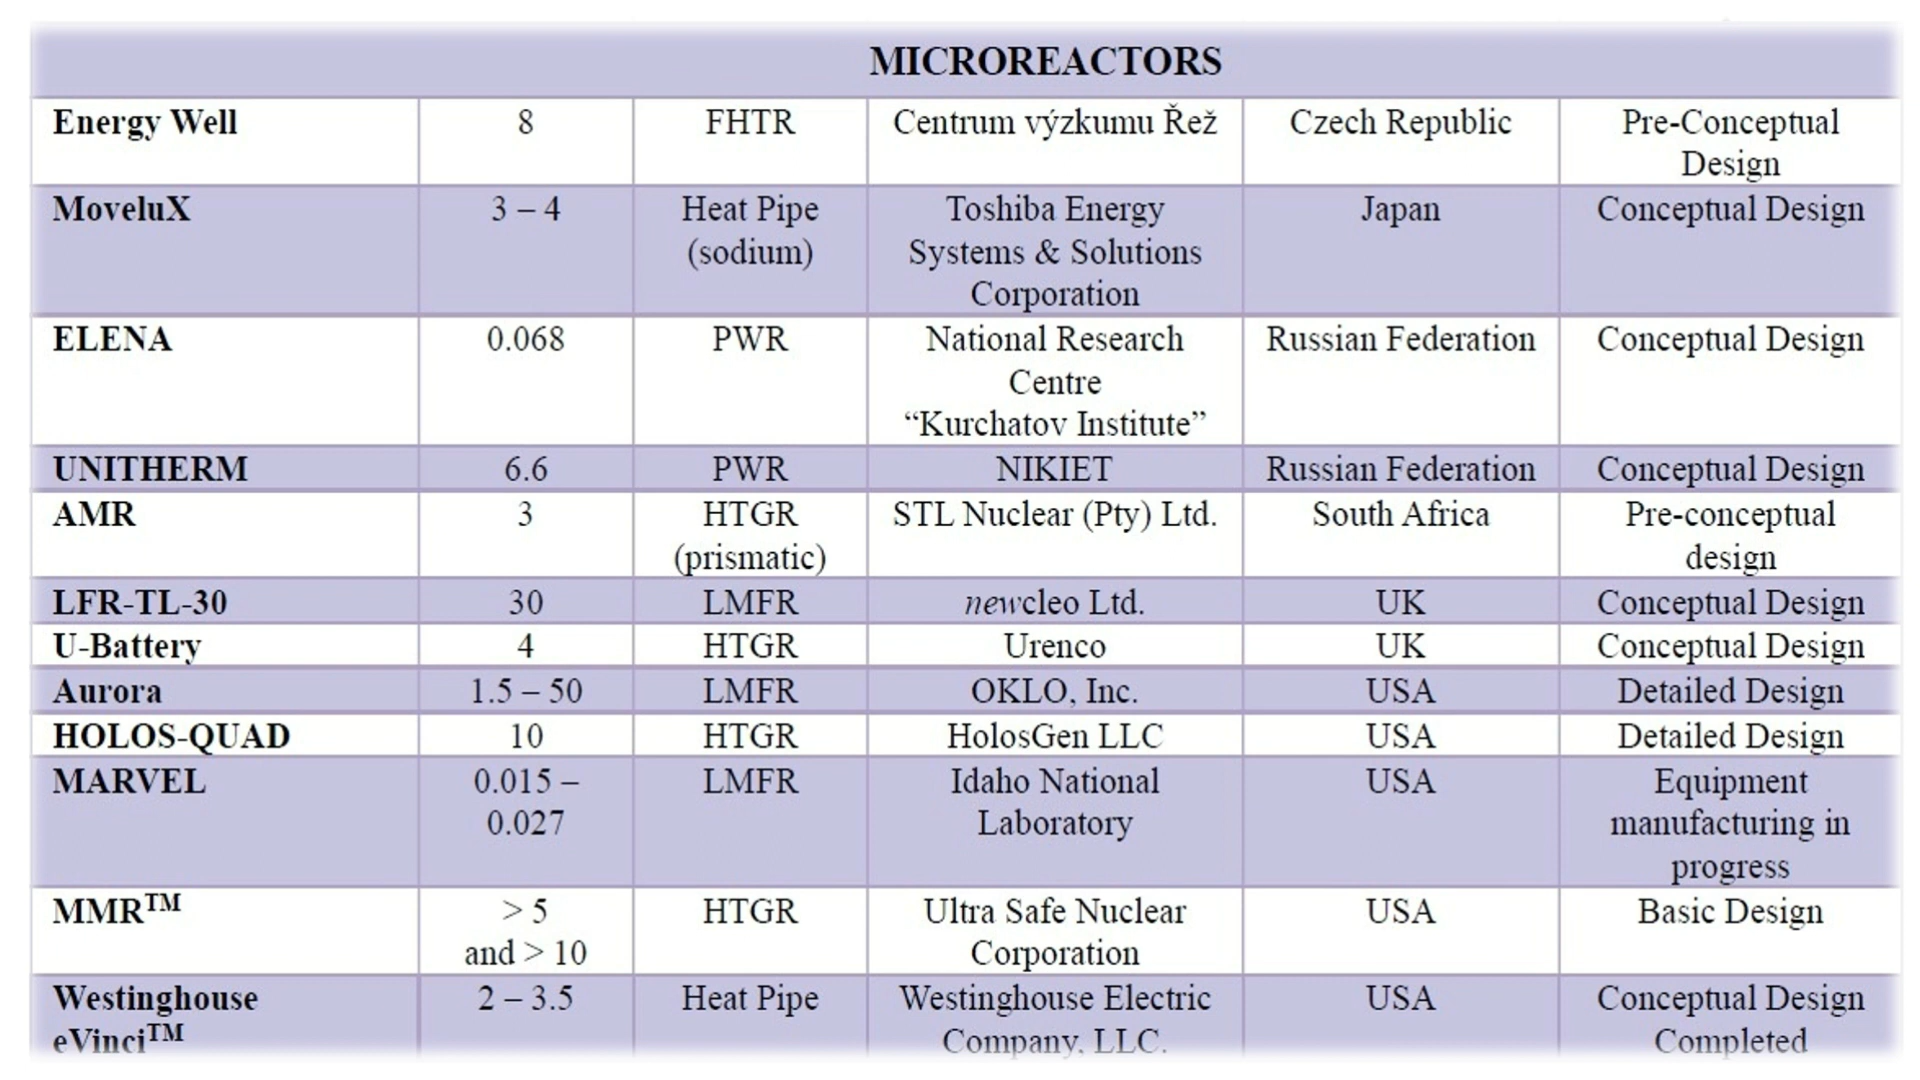 MICROREACTORS
Energy Well 8 FHTR Centrum výzkumu Řež Czech Republic Pre-Conceptual
Design
MoveluX 3 – 4 Heat Pipe Toshiba Energy Japan Conceptual Design
(sodium) Systems & Solutions
Corporation
ELENA 0.068 PWR National Research Russian Federation Conceptual Design
Centre
“Kurchatov Institute”
UNITHERM 6.6 PWR NIKIET Russian Federation Conceptual Design
AMR 3 HTGR STL Nuclear (Pty) Ltd. South Africa Pre-conceptual
(prismatic) design
LFR-TL-30 30 LMFR newcleo Ltd. UK Conceptual Design
U-Battery 4 HTGR Urenco UK Conceptual Design
Aurora 1.5 – 50 LMFR OKLO, Inc. USA Detailed Design
HOLOS-QUAD 10 HTGR HolosGen LLC USA Detailed Design
MARVEL 0.015 – LMFR Idaho National USA Equipment
0.027 Laboratory manufacturing in
progress
MMR™ > 5 HTGR Ultra Safe Nuclear USA Basic Design
and > 10 Corporation
Westinghouse 2 – 3.5 Heat Pipe Westinghouse Electric USA Conceptual Design
eVinci™ Company, LLC. Completed